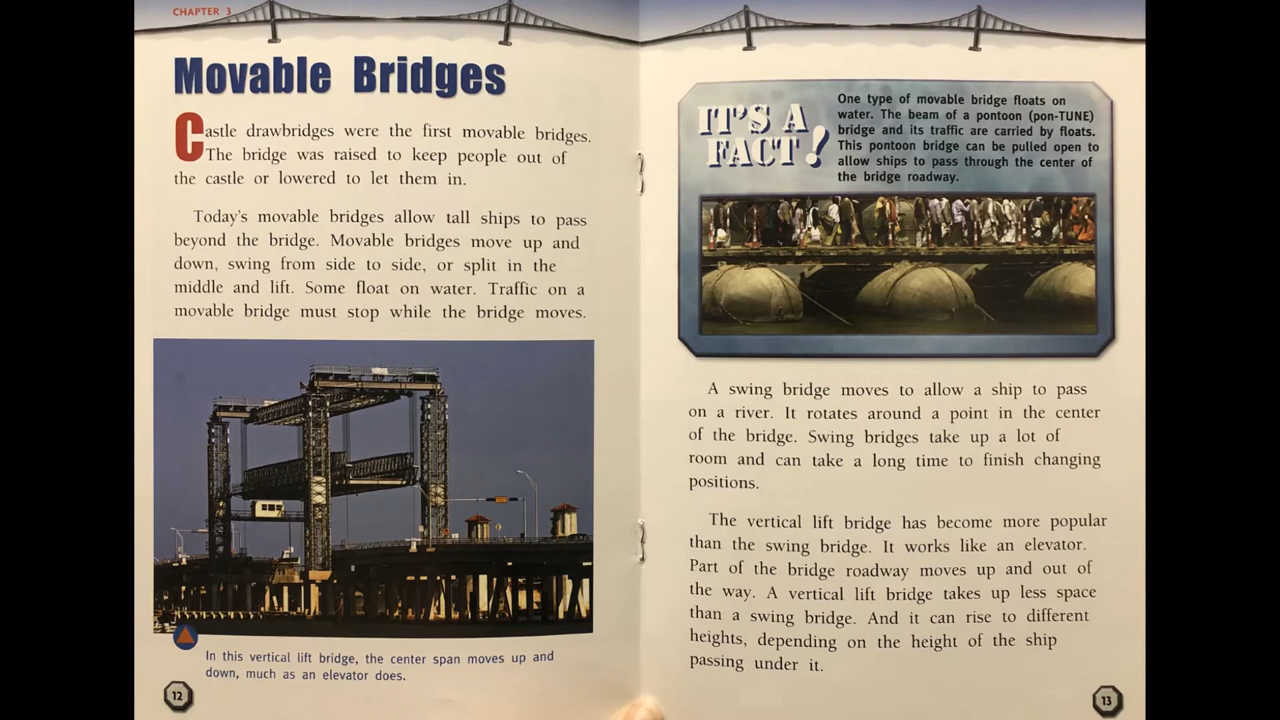 CHAPTER 3
Movable Bridges
Castle drawbridges were the first movable bridges.
The bridge was raised to keep people out of
the castle or lowered to let them in.
Today's movable bridges allow tall ships to pass
beyond the bridge. Movable bridges move up and
down, swing from side to side, or split in the
middle and lift. Some float on water. Traffic on a
movable bridge must stop while the bridge moves.
In this vertical lift bridge, the center span moves up and
down, much as an elevator does.
12
IT'S A
FACT!
One type of movable bridge floats on
water. The beam of a pontoon (pon-TUNE)
bridge and its traffic are carried by floats.
This pontoon bridge can be pulled open to
allow ships to pass through the center of
the bridge roadway.
A swing bridge moves to allow a ship to pass
on a river. It rotates around a point in the center
of the bridge. Swing bridges take up a lot of
room and can take a long time to finish changing
positions.
The vertical lift bridge has become more popular
than the swing bridge. It works like an elevator.
Part of the bridge roadway moves up and out of
the way. A vertical lift bridge takes up less space
than a swing bridge. And it can rise to different
heights, depending on the height of the ship
passing under it.
13